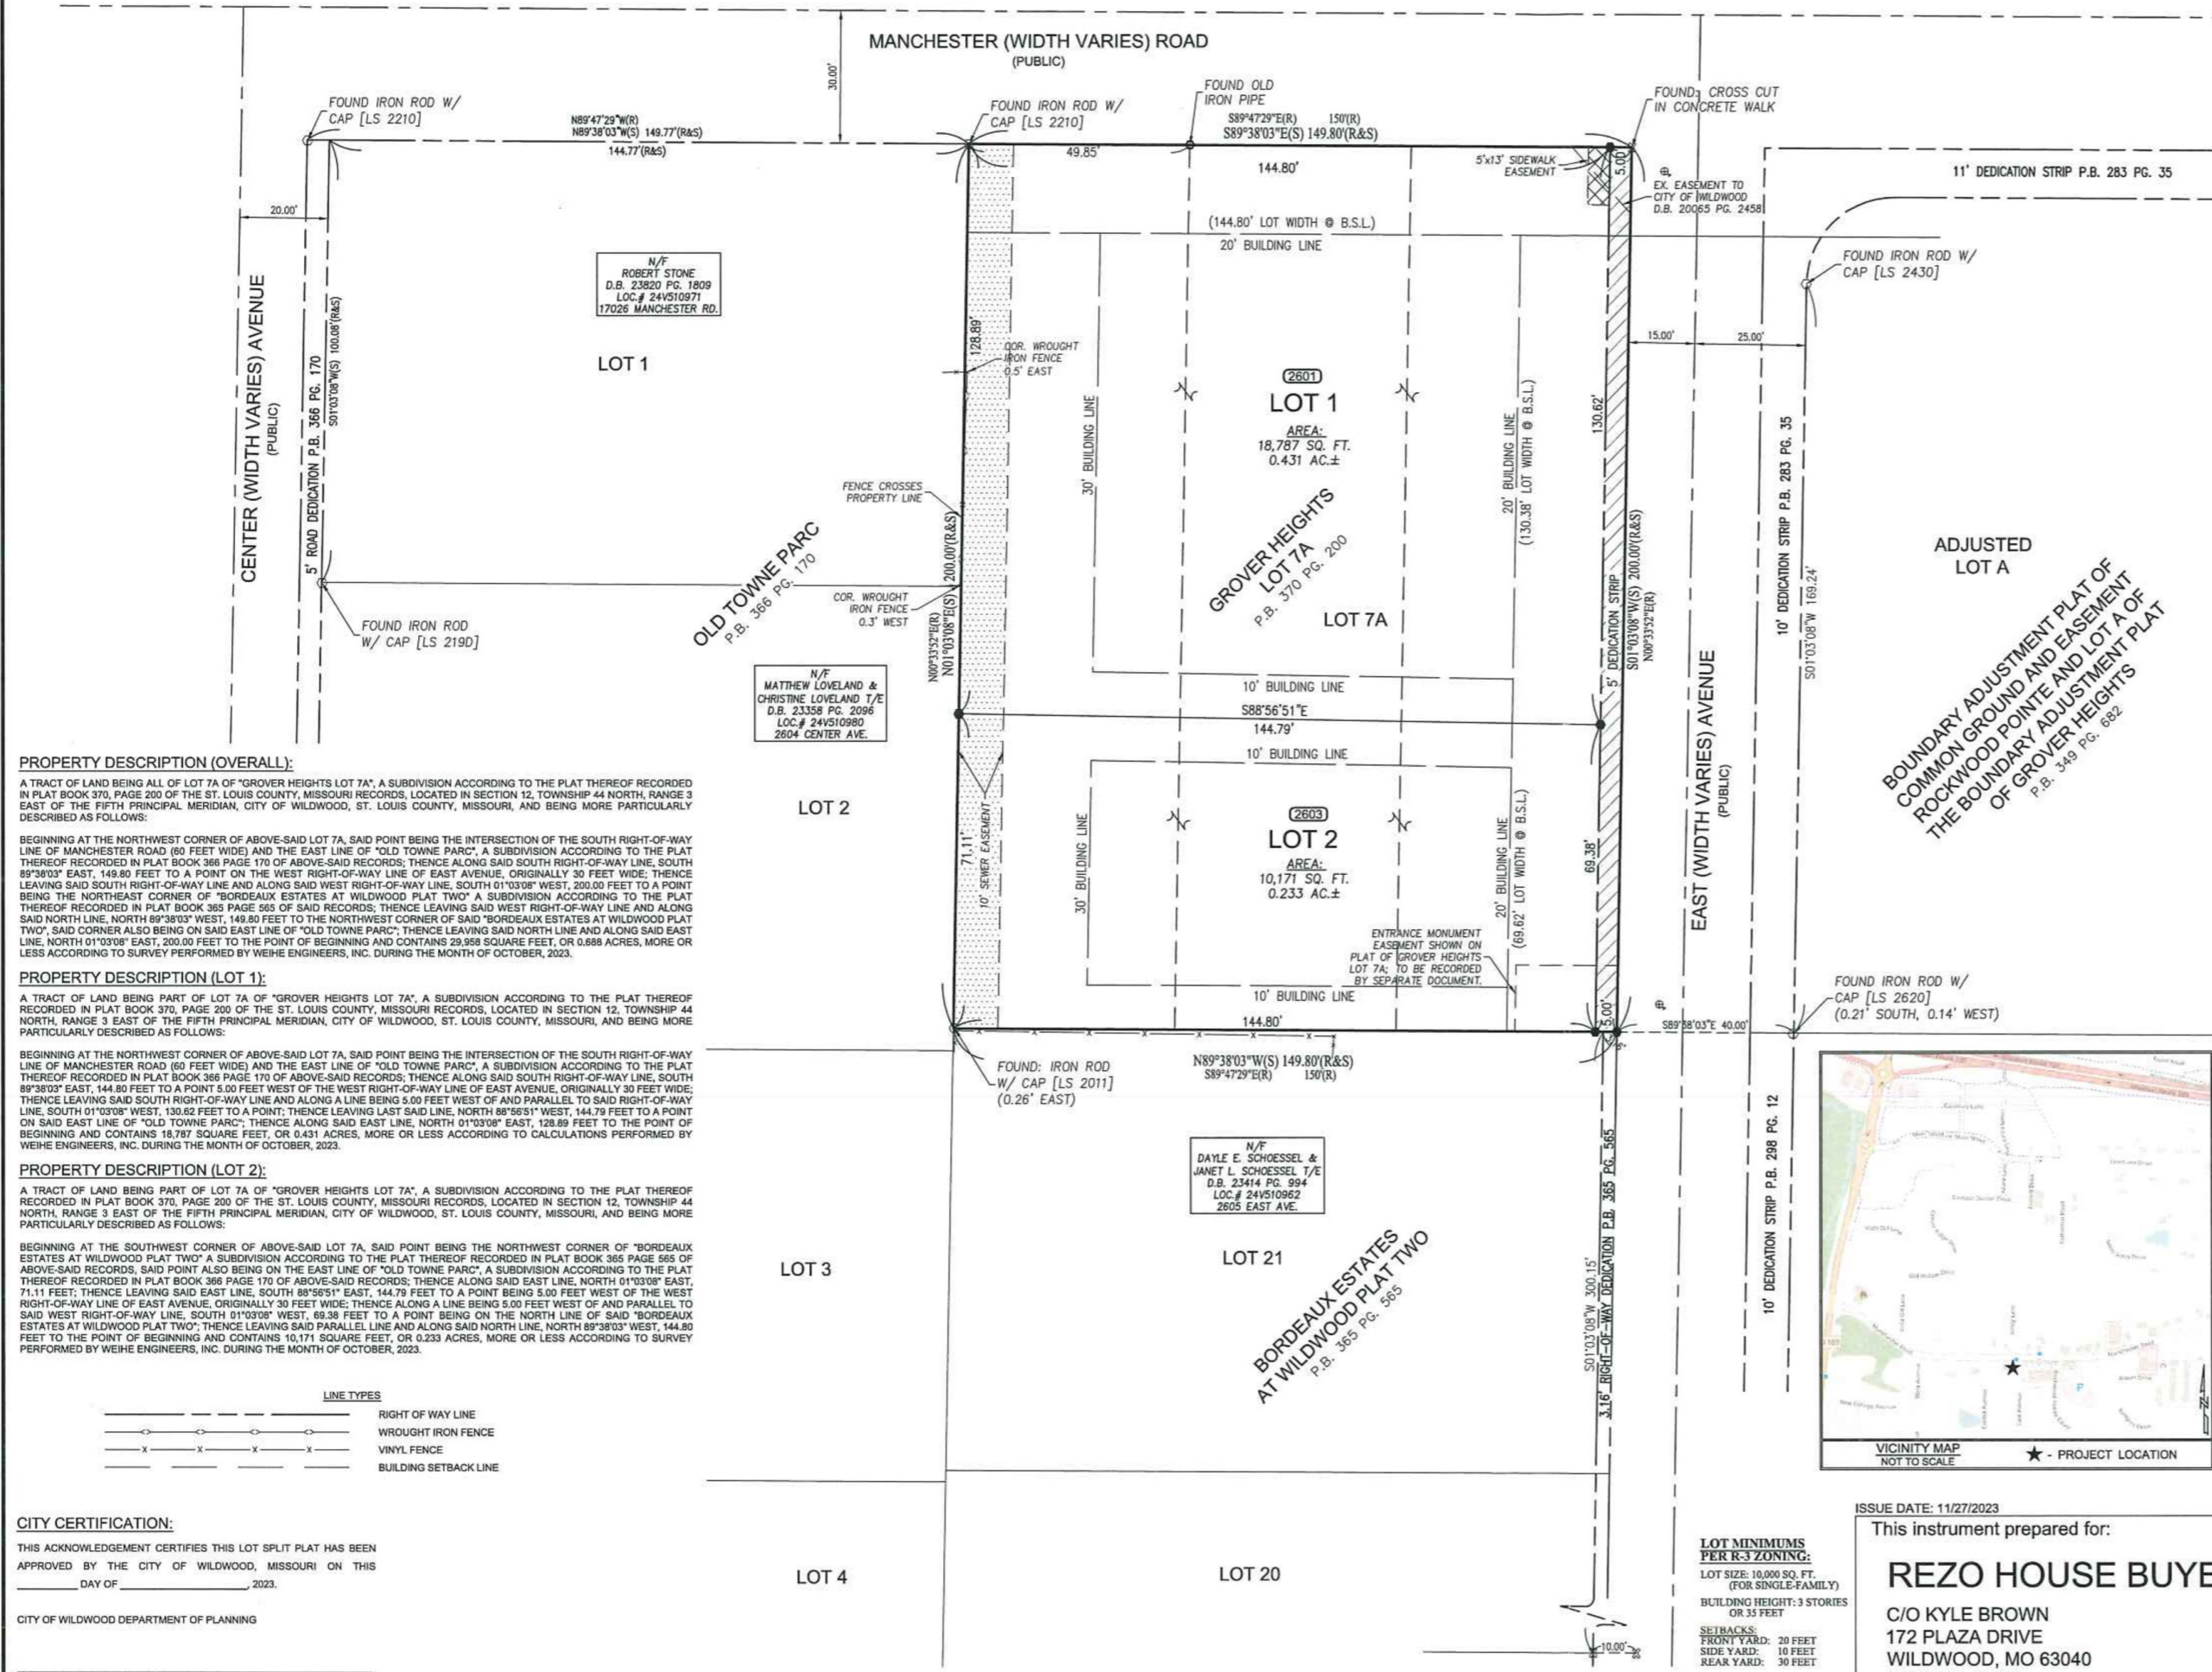 MANCHESTER (WIDTH VARIES) ROAD
(PUBLIC)
30.00'
FOUND IRON ROD W/
CAP [LS 2210]
N89°47'29"W(R)
N89°38'03"W(S) 149.77'(R&S)
144.77'(R&S)
FOUND IRON ROD W/
CAP [LS 2210]
FOUND OLD
IRON PIPE
S89°47'29"E(R) 150'(R)
S89°38'03"E(S) 149.80'(R&S)
49.85'
144.80'
FOUND: CROSS CUT
IN CONCRETE WALK
5'x13' SIDEWALK
EASEMENT
5.00'
EX. EASEMENT TO
CITY OF WILDWOOD
D.B. 20065 PG. 2458
11' DEDICATION STRIP P.B. 283 PG. 35
20.00'
(144.80' LOT WIDTH @ B.S.L.)
20' BUILDING LINE
FOUND IRON ROD W/
CAP [LS 2430]
N/F
ROBERT STONE
D.B. 23820 PG. 1809
LOC.# 24V510971
17026 MANCHESTER RD.
LOT 1
CENTER (WIDTH VARIES) AVENUE
(PUBLIC)
5' ROAD DEDICATION P.B. 366 PG. 170
S01°03'08"W(S) 100.08'(R&S)
128.89'
COR. WROUGHT
IRON FENCE
0.5' EAST
30' BUILDING LINE
2601
LOT 1
AREA:
18,787 SQ. FT.
0.431 AC.±
20' BUILDING LINE
(130.38' LOT WIDTH @ B.S.L.)
130.62'
15.00'
25.00'
FENCE CROSSES
PROPERTY LINE
OLD TOWNE PARC
P.B. 366 PG. 170
GROVER HEIGHTS
LOT 7A
P.B. 370 PG. 200
LOT 7A
COR. WROUGHT
IRON FENCE
0.3' WEST
N00°33'52"E(R)
N01°03'08"E(S) 200.00'(R&S)
5' DEDICATION STRIP
S01°03'08"W(S) 200.00'(R&S)
N00°33'52"E(R)
10' DEDICATION STRIP P.B. 283 PG. 35
S01°03'08"W 169.24'
ADJUSTED
LOT A
BOUNDARY ADJUSTMENT PLAT OF
COMMON GROUND AND EASEMENT
ROCKWOOD POINTE AND LOT A OF
THE BOUNDARY ADJUSTMENT PLAT
OF GROVER HEIGHTS
P.B. 349 PG. 682
FOUND IRON ROD
W/ CAP [LS 219D]
N/F
MATTHEW LOVELAND &
CHRISTINE LOVELAND T/E
D.B. 23358 PG. 2096
LOC.# 24V510980
2604 CENTER AVE.
10' BUILDING LINE
S88°56'51"E
144.79'
10' BUILDING LINE
EAST (WIDTH VARIES) AVENUE
(PUBLIC)
LOT 2
71.11'
10' SEWER EASEMENT
30' BUILDING LINE
2603
LOT 2
AREA:
10,171 SQ. FT.
0.233 AC.±
20' BUILDING LINE
(69.62' LOT WIDTH @ B.S.L.)
69.38'
ENTRANCE MONUMENT
EASEMENT SHOWN ON
PLAT OF GROVER HEIGHTS
LOT 7A; TO BE RECORDED
BY SEPARATE DOCUMENT.
10' BUILDING LINE
144.80'
5.00'
S89°38'03"E 40.00'
FOUND IRON ROD W/
CAP [LS 2620]
(0.21' SOUTH, 0.14' WEST)
FOUND: IRON ROD
W/ CAP [LS 2011]
(0.26' EAST)
N89°38'03"W(S) 149.80'(R&S)
S89°47'29"E(R) 150'(R)
N/F
DAYLE E. SCHOESSEL &
JANET L. SCHOESSEL T/E
D.B. 23414 PG. 994
LOC.# 24V510962
2605 EAST AVE.
LOT 21
LOT 3
BORDEAUX ESTATES
AT WILDWOOD PLAT TWO
P.B. 365 PG. 565
S01°03'08"W 300.15'
3.16' RIGHT-OF-WAY DEDICATION P.B. 365 PG. 565
10' DEDICATION STRIP P.B. 298 PG. 12
LOT 4
LOT 20
10.00'
PROPERTY DESCRIPTION (OVERALL):
A TRACT OF LAND BEING ALL OF LOT 7A OF "GROVER HEIGHTS LOT 7A", A SUBDIVISION ACCORDING TO THE PLAT THEREOF RECORDED
IN PLAT BOOK 370, PAGE 200 OF THE ST. LOUIS COUNTY, MISSOURI RECORDS, LOCATED IN SECTION 12, TOWNSHIP 44 NORTH, RANGE 3
EAST OF THE FIFTH PRINCIPAL MERIDIAN, CITY OF WILDWOOD, ST. LOUIS COUNTY, MISSOURI, AND BEING MORE PARTICULARLY
DESCRIBED AS FOLLOWS:
BEGINNING AT THE NORTHWEST CORNER OF ABOVE-SAID LOT 7A, SAID POINT BEING THE INTERSECTION OF THE SOUTH RIGHT-OF-WAY
LINE OF MANCHESTER ROAD (60 FEET WIDE) AND THE EAST LINE OF "OLD TOWNE PARC", A SUBDIVISION ACCORDING TO THE PLAT
THEREOF RECORDED IN PLAT BOOK 366 PAGE 170 OF ABOVE-SAID RECORDS; THENCE ALONG SAID SOUTH RIGHT-OF-WAY LINE, SOUTH
89°38'03" EAST, 149.80 FEET TO A POINT ON THE WEST RIGHT-OF-WAY LINE OF EAST AVENUE, ORIGINALLY 30 FEET WIDE; THENCE
LEAVING SAID SOUTH RIGHT-OF-WAY LINE AND ALONG SAID WEST RIGHT-OF-WAY LINE, SOUTH 01°03'08" WEST, 200.00 FEET TO A POINT
BEING THE NORTHEAST CORNER OF "BORDEAUX ESTATES AT WILDWOOD PLAT TWO" A SUBDIVISION ACCORDING TO THE PLAT
THEREOF RECORDED IN PLAT BOOK 365 PAGE 565 OF SAID RECORDS; THENCE LEAVING SAID WEST RIGHT-OF-WAY LINE AND ALONG
SAID NORTH LINE, NORTH 89°38'03" WEST, 149.80 FEET TO THE NORTHWEST CORNER OF SAID "BORDEAUX ESTATES AT WILDWOOD PLAT
TWO", SAID CORNER ALSO BEING ON SAID EAST LINE OF "OLD TOWNE PARC"; THENCE LEAVING SAID NORTH LINE AND ALONG SAID EAST
LINE, NORTH 01°03'08" EAST, 200.00 FEET TO THE POINT OF BEGINNING AND CONTAINS 29,958 SQUARE FEET, OR 0.688 ACRES, MORE OR
LESS ACCORDING TO SURVEY PERFORMED BY WEIHE ENGINEERS, INC. DURING THE MONTH OF OCTOBER, 2023.
PROPERTY DESCRIPTION (LOT 1):
A TRACT OF LAND BEING PART OF LOT 7A OF "GROVER HEIGHTS LOT 7A", A SUBDIVISION ACCORDING TO THE PLAT THEREOF
RECORDED IN PLAT BOOK 370, PAGE 200 OF THE ST. LOUIS COUNTY, MISSOURI RECORDS, LOCATED IN SECTION 12, TOWNSHIP 44
NORTH, RANGE 3 EAST OF THE FIFTH PRINCIPAL MERIDIAN, CITY OF WILDWOOD, ST. LOUIS COUNTY, MISSOURI, AND BEING MORE
PARTICULARLY DESCRIBED AS FOLLOWS:
BEGINNING AT THE NORTHWEST CORNER OF ABOVE-SAID LOT 7A, SAID POINT BEING THE INTERSECTION OF THE SOUTH RIGHT-OF-WAY
LINE OF MANCHESTER ROAD (60 FEET WIDE) AND THE EAST LINE OF "OLD TOWNE PARC", A SUBDIVISION ACCORDING TO THE PLAT
THEREOF RECORDED IN PLAT BOOK 366 PAGE 170 OF ABOVE-SAID RECORDS; THENCE ALONG SAID SOUTH RIGHT-OF-WAY LINE, SOUTH
89°38'03" EAST, 144.80 FEET TO A POINT 5.00 FEET WEST OF THE WEST RIGHT-OF-WAY LINE OF EAST AVENUE, ORIGINALLY 30 FEET WIDE;
THENCE LEAVING SAID SOUTH RIGHT-OF-WAY LINE AND ALONG A LINE BEING 5.00 FEET WEST OF AND PARALLEL TO SAID RIGHT-OF-WAY
LINE, SOUTH 01°03'08" WEST, 130.62 FEET TO A POINT; THENCE LEAVING LAST SAID LINE, NORTH 88°56'51" WEST, 144.79 FEET TO A POINT
ON SAID EAST LINE OF "OLD TOWNE PARC"; THENCE ALONG SAID EAST LINE, NORTH 01°03'08" EAST, 128.89 FEET TO THE POINT OF
BEGINNING AND CONTAINS 18,787 SQUARE FEET, OR 0.431 ACRES, MORE OR LESS ACCORDING TO CALCULATIONS PERFORMED BY
WEIHE ENGINEERS, INC. DURING THE MONTH OF OCTOBER, 2023.
PROPERTY DESCRIPTION (LOT 2):
A TRACT OF LAND BEING PART OF LOT 7A OF "GROVER HEIGHTS LOT 7A", A SUBDIVISION ACCORDING TO THE PLAT THEREOF
RECORDED IN PLAT BOOK 370, PAGE 200 OF THE ST. LOUIS COUNTY, MISSOURI RECORDS, LOCATED IN SECTION 12, TOWNSHIP 44
NORTH, RANGE 3 EAST OF THE FIFTH PRINCIPAL MERIDIAN, CITY OF WILDWOOD, ST. LOUIS COUNTY, MISSOURI, AND BEING MORE
PARTICULARLY DESCRIBED AS FOLLOWS:
BEGINNING AT THE SOUTHWEST CORNER OF ABOVE-SAID LOT 7A, SAID POINT BEING THE NORTHWEST CORNER OF "BORDEAUX
ESTATES AT WILDWOOD PLAT TWO" A SUBDIVISION ACCORDING TO THE PLAT THEREOF RECORDED IN PLAT BOOK 365 PAGE 565 OF
ABOVE-SAID RECORDS, SAID POINT ALSO BEING ON THE EAST LINE OF "OLD TOWNE PARC", A SUBDIVISION ACCORDING TO THE PLAT
THEREOF RECORDED IN PLAT BOOK 366 PAGE 170 OF ABOVE-SAID RECORDS; THENCE ALONG SAID EAST LINE, NORTH 01°03'08" EAST,
71.11 FEET; THENCE LEAVING SAID EAST LINE, SOUTH 88°56'51" EAST, 144.79 FEET TO A POINT BEING 5.00 FEET WEST OF THE WEST
RIGHT-OF-WAY LINE OF EAST AVENUE, ORIGINALLY 30 FEET WIDE; THENCE ALONG A LINE BEING 5.00 FEET WEST OF AND PARALLEL TO
SAID WEST RIGHT-OF-WAY LINE, SOUTH 01°03'08" WEST, 69.38 FEET TO A POINT BEING ON THE NORTH LINE OF SAID "BORDEAUX
ESTATES AT WILDWOOD PLAT TWO"; THENCE LEAVING SAID PARALLEL LINE AND ALONG SAID NORTH LINE, NORTH 89°38'03" WEST, 144.80
FEET TO THE POINT OF BEGINNING AND CONTAINS 10,171 SQUARE FEET, OR 0.233 ACRES, MORE OR LESS ACCORDING TO SURVEY
PERFORMED BY WEIHE ENGINEERS, INC. DURING THE MONTH OF OCTOBER, 2023.
LINE TYPES
RIGHT OF WAY LINE
WROUGHT IRON FENCE
VINYL FENCE
BUILDING SETBACK LINE
CITY CERTIFICATION:
THIS ACKNOWLEDGEMENT CERTIFIES THIS LOT SPLIT PLAT HAS BEEN
APPROVED BY THE CITY OF WILDWOOD, MISSOURI ON THIS
________ DAY OF ________________, 2023.
CITY OF WILDWOOD DEPARTMENT OF PLANNING
P
VICINITY MAP
NOT TO SCALE
★ - PROJECT LOCATION
LOT MINIMUMS
PER R-3 ZONING:
LOT SIZE: 10,000 SQ. FT.
(FOR SINGLE-FAMILY)
BUILDING HEIGHT: 3 STORIES
OR 35 FEET
SETBACKS:
FRONT YARD: 20 FEET
SIDE YARD: 10 FEET
REAR YARD: 30 FEET
ISSUE DATE: 11/27/2023
This instrument prepared for:
REZO HOUSE BUYE
C/O KYLE BROWN
172 PLAZA DRIVE
WILDWOOD, MO 63040